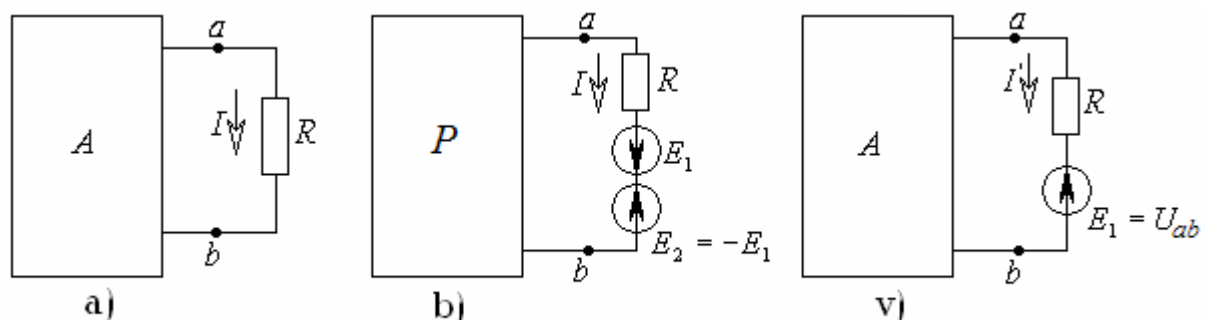 a
A
I
R
b
a)
a
P
I
R
E₁
E₂ = −E₁
b
b)
a
A
I'
R
E₁ = Uₐb
b
v)